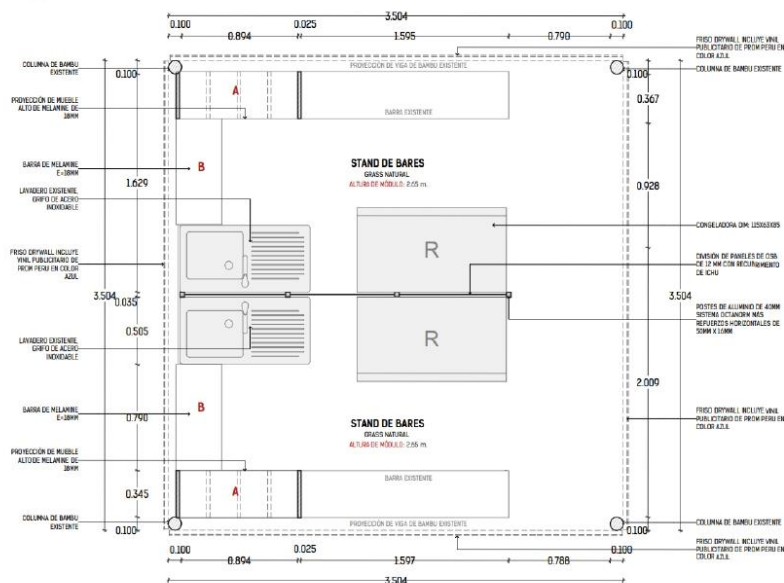 3.504
0.100
0.894
0.025
1.595
0.790
0.100
FRISO DRYWALL INCLUYE VINIL
PUBLICITARIO DE PROM PERU EN
COLOR AZUL
COLUMNA DE BAMBU
EXISTENTE
0.100
PROYECCIÓN DE VIGA DE BAMBU EXISTENTE
0.100
COLUMNA DE BAMBU EXISTENTE
PROYECCIÓN DE MUEBLE
ALTO DE MELAMINE DE
18MM
A
BARRA EXISTENTE
0.367
BARRA DE MELAMINE
E=18MM
B
1.629
STAND DE BARES
GRASS NATURAL
ALTURA DE MÓDULO: 2.65 m.
0.928
LAVADERO EXISTENTE,
GRIFO DE ACERO
INOXIDABLE
R
CONGELADORA DIM: 115X63X85
FRISO DRYWALL INCLUYE
VINIL PUBLICITARIO DE
PROM PERU EN COLOR
AZUL
DIVISIÓN DE PANELES DE OSB
DE 12 MM CON RECUBRIMIENTO
DE ICHU
3.504
0.035
3.504
0.505
POSTES DE ALUMINIO DE 40MM
SISTEMA OCTANORM MÁS
REFUERZOS HORIZONTALES DE
50MM X 16MM
LAVADERO EXISTENTE,
GRIFO DE ACERO
INOXIDABLE
R
2.009
BARRA DE MELAMINE
E=18MM
B
0.790
STAND DE BARES
GRASS NATURAL
ALTURA DE MÓDULO: 2.65 m.
FRISO DRYWALL INCLUYE VINIL
PUBLICITARIO DE PROM PERU EN
COLOR AZUL
PROYECCIÓN DE MUEBLE
ALTO DE MELAMINE DE
18MM
A
BARRA EXISTENTE
0.345
COLUMNA DE BAMBU
EXISTENTE
0.100
PROYECCIÓN DE VIGA DE BAMBU EXISTENTE
0.100
COLUMNA DE BAMBU EXISTENTE
FRISO DRYWALL INCLUYE VINIL
PUBLICITARIO DE PROM PERU EN
COLOR AZUL
0.100
0.894
0.025
1.597
0.788
0.100
3.504